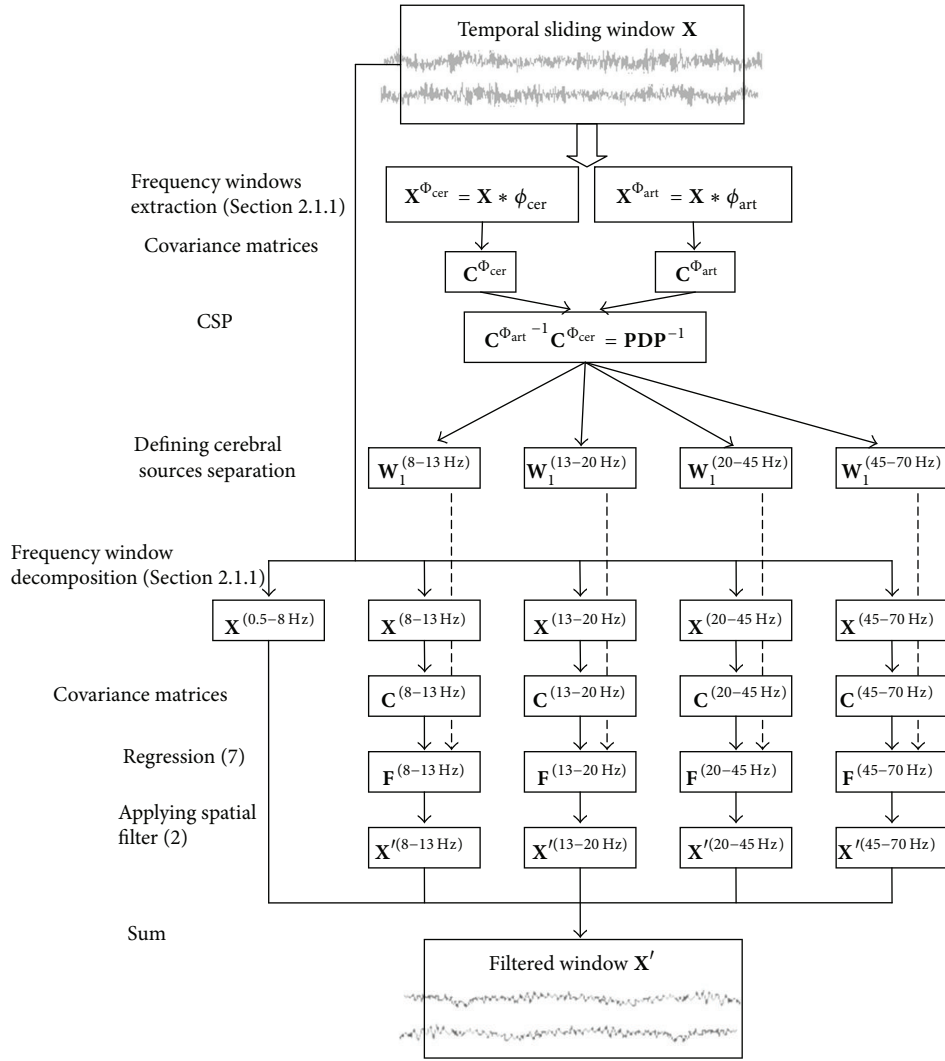 Temporal sliding window X
Frequency windows
extraction (Section 2.1.1)
X^Φcer = X ∗ ϕcer
X^Φart = X ∗ ϕart
Covariance matrices
C^Φcer
C^Φart
CSP
C^Φart ^−1 C^Φcer = PDP^−1
Defining cerebral
sources separation
W_1^(8–13 Hz)
W_1^(13–20 Hz)
W_1^(20–45 Hz)
W_1^(45–70 Hz)
Frequency window
decomposition (Section 2.1.1)
X^(0.5–8 Hz)
X^(8–13 Hz)
X^(13–20 Hz)
X^(20–45 Hz)
X^(45–70 Hz)
Covariance matrices
C^(8–13 Hz)
C^(13–20 Hz)
C^(20–45 Hz)
C^(45–70 Hz)
Regression (7)
F^(8–13 Hz)
F^(13–20 Hz)
F^(20–45 Hz)
F^(45–70 Hz)
Applying spatial
filter (2)
X′^(8–13 Hz)
X′^(13–20 Hz)
X′^(20–45 Hz)
X′^(45–70 Hz)
Sum
Filtered window X′